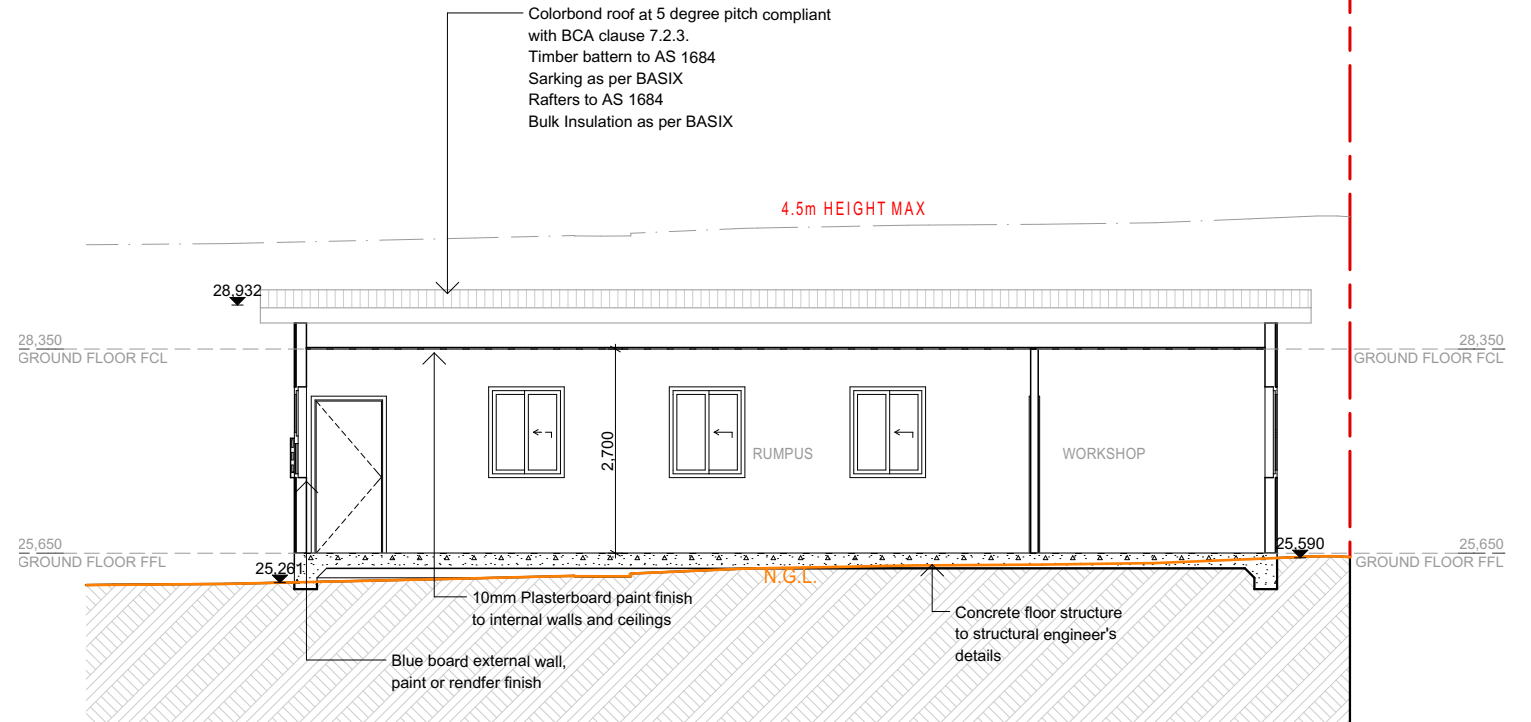 Colorbond roof at 5 degree pitch compliant
with BCA clause 7.2.3.
Timber battern to AS 1684
Sarking as per BASIX
Rafters to AS 1684
Bulk Insulation as per BASIX
4.5m HEIGHT MAX
28,932
28,350
GROUND FLOOR FCL
28,350
GROUND FLOOR FCL
2,700
RUMPUS
WORKSHOP
25,650
GROUND FLOOR FFL
25,261
25,590
25,650
GROUND FLOOR FFL
N.G.L.
10mm Plasterboard paint finish
to internal walls and ceilings
Concrete floor structure
to structural engineer's
details
Blue board external wall,
paint or rendfer finish